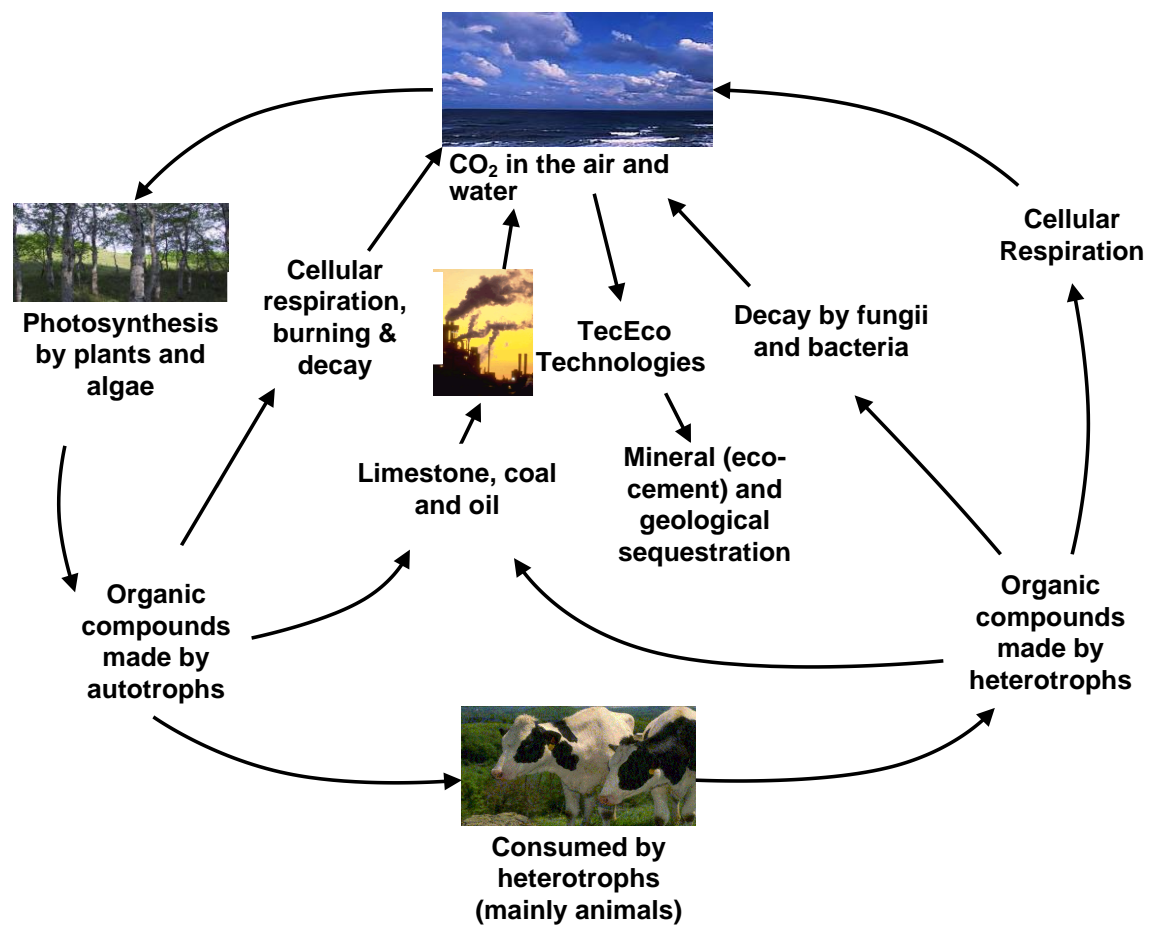 CO₂ in the air and
water
Cellular
Respiration
Cellular
respiration,
burning &
decay
Photosynthesis
by plants and
algae
TecEco
Technologies
Decay by fungii
and bacteria
Limestone, coal
and oil
Mineral (eco-
cement) and
geological
sequestration
Organic
compounds
made by
autotrophs
Organic
compounds
made by
heterotrophs
Consumed by
heterotrophs
(mainly animals)